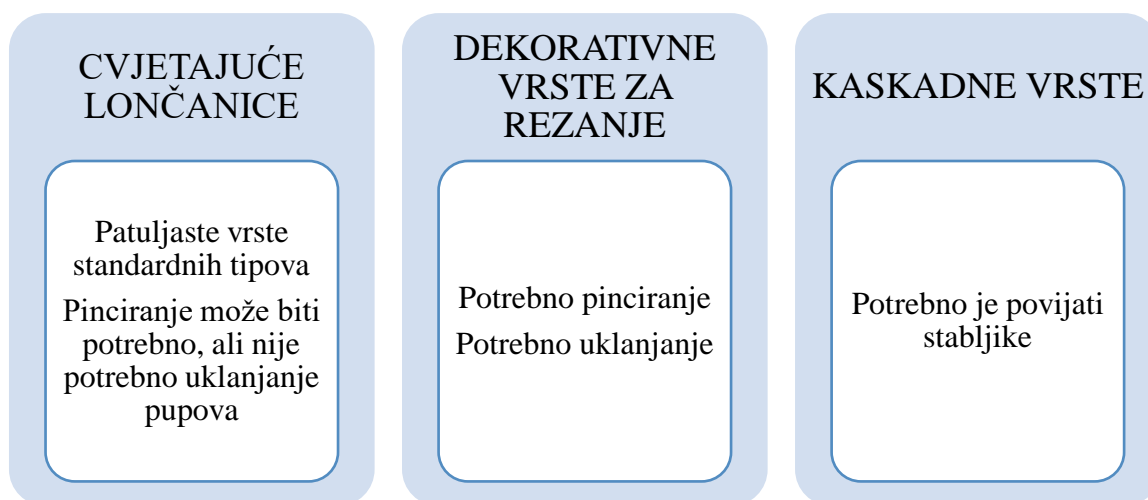 CVJETAJUĆE
LONČANICE
Patuljaste vrste
standardnih tipova
Pinciranje može biti
potrebno, ali nije
potrebno uklanjanje
pupova
DEKORATIVNE
VRSTE ZA
REZANJE
Potrebno pinciranje
Potrebno uklanjanje
KASKADNE VRSTE
Potrebno je povijati
stabljike